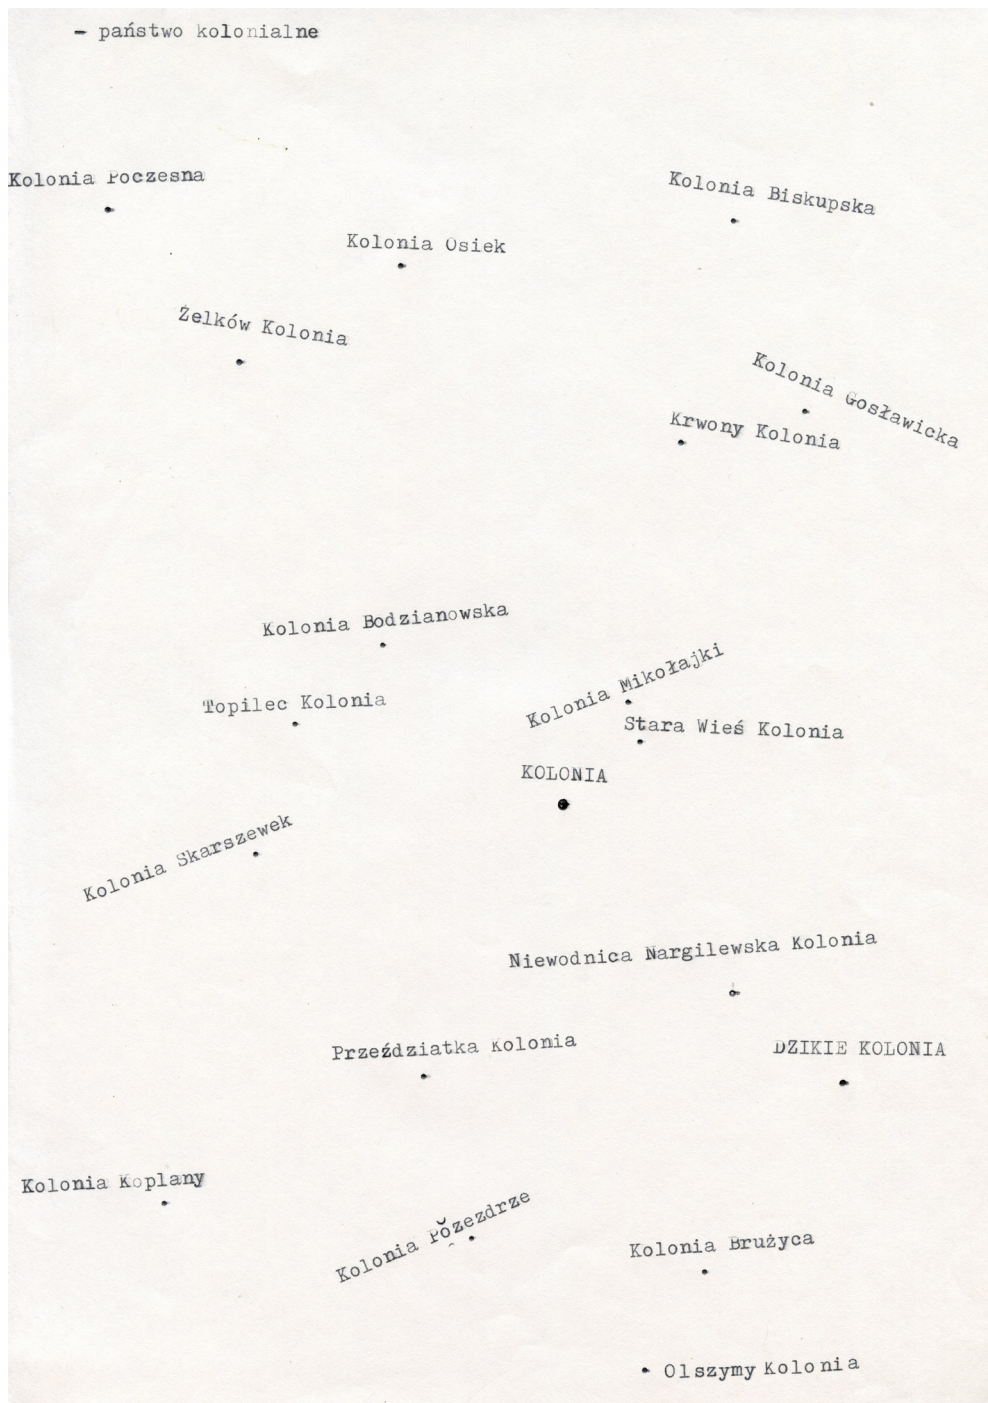 - państwo kolonialne
Kolonia Poczesna
Kolonia Biskupska
Kolonia Osiek
Żelków Kolonia
Kolonia Gosławicka
Krwony Kolonia
Kolonia Bodzianowska
Kolonia Mikołajki
Topilec Kolonia
Stara Wieś Kolonia
KOLONIA
Kolonia Skarszewek
Niewodnica Nargilewska Kolonia
Przeździatka Kolonia
DZIKIE KOLONIA
Kolonia Koplany
Kolonia Pozezdrze
Kolonia Brużyca
Olszymy Kolonia